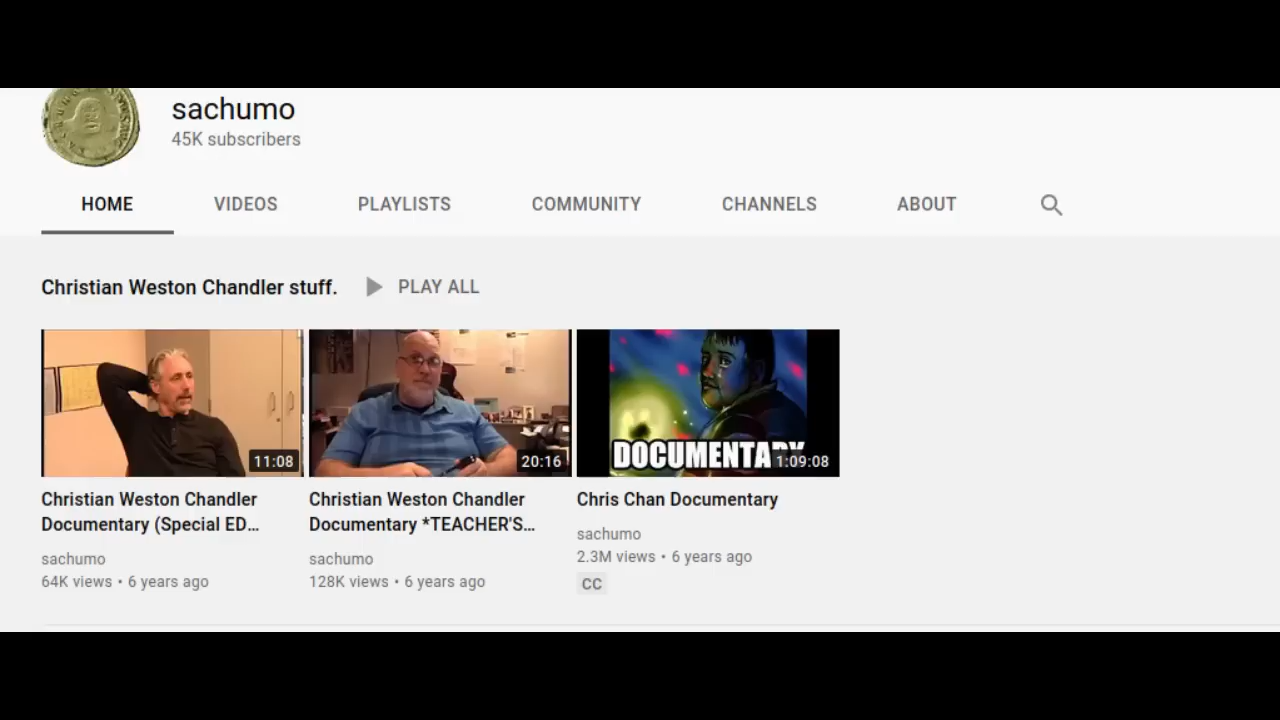 sachumo
45K subscribers
HOME VIDEOS PLAYLISTS COMMUNITY CHANNELS ABOUT
Christian Weston Chandler stuff. PLAY ALL
11:08
20:16
DOCUMENTARY
1:09:08
Christian Weston Chandler
Documentary (Special ED...
sachumo
64K views • 6 years ago
Christian Weston Chandler
Documentary *TEACHER'S...
sachumo
128K views • 6 years ago
Chris Chan Documentary
sachumo
2.3M views • 6 years ago
CC